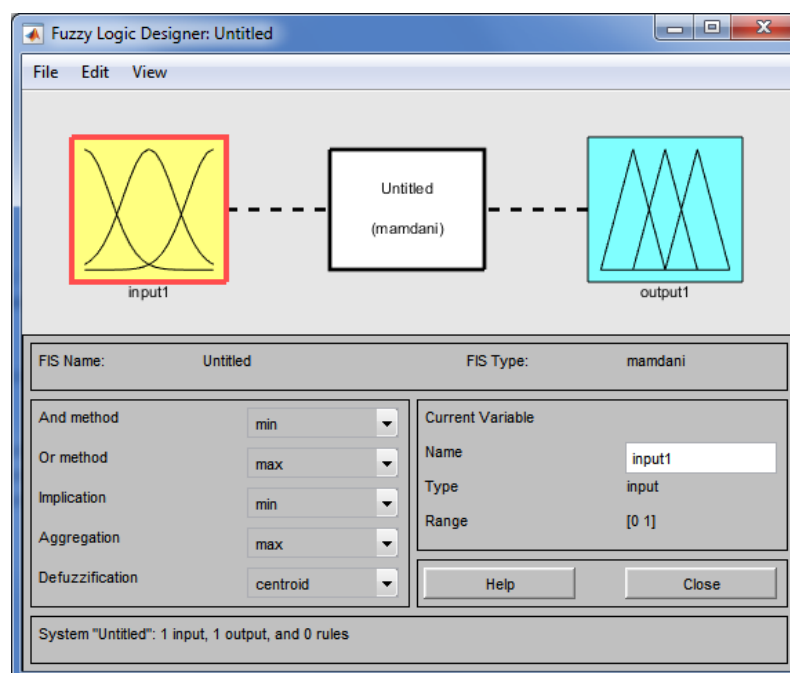 Fuzzy Logic Designer: Untitled
File Edit View
Untitled
(mamdani)
input1
output1
FIS Name: Untitled
FIS Type: mamdani
And method min
Or method max
Implication min
Aggregation max
Defuzzification centroid
Current Variable
Name input1
Type input
Range [0 1]
Help Close
System "Untitled": 1 input, 1 output, and 0 rules